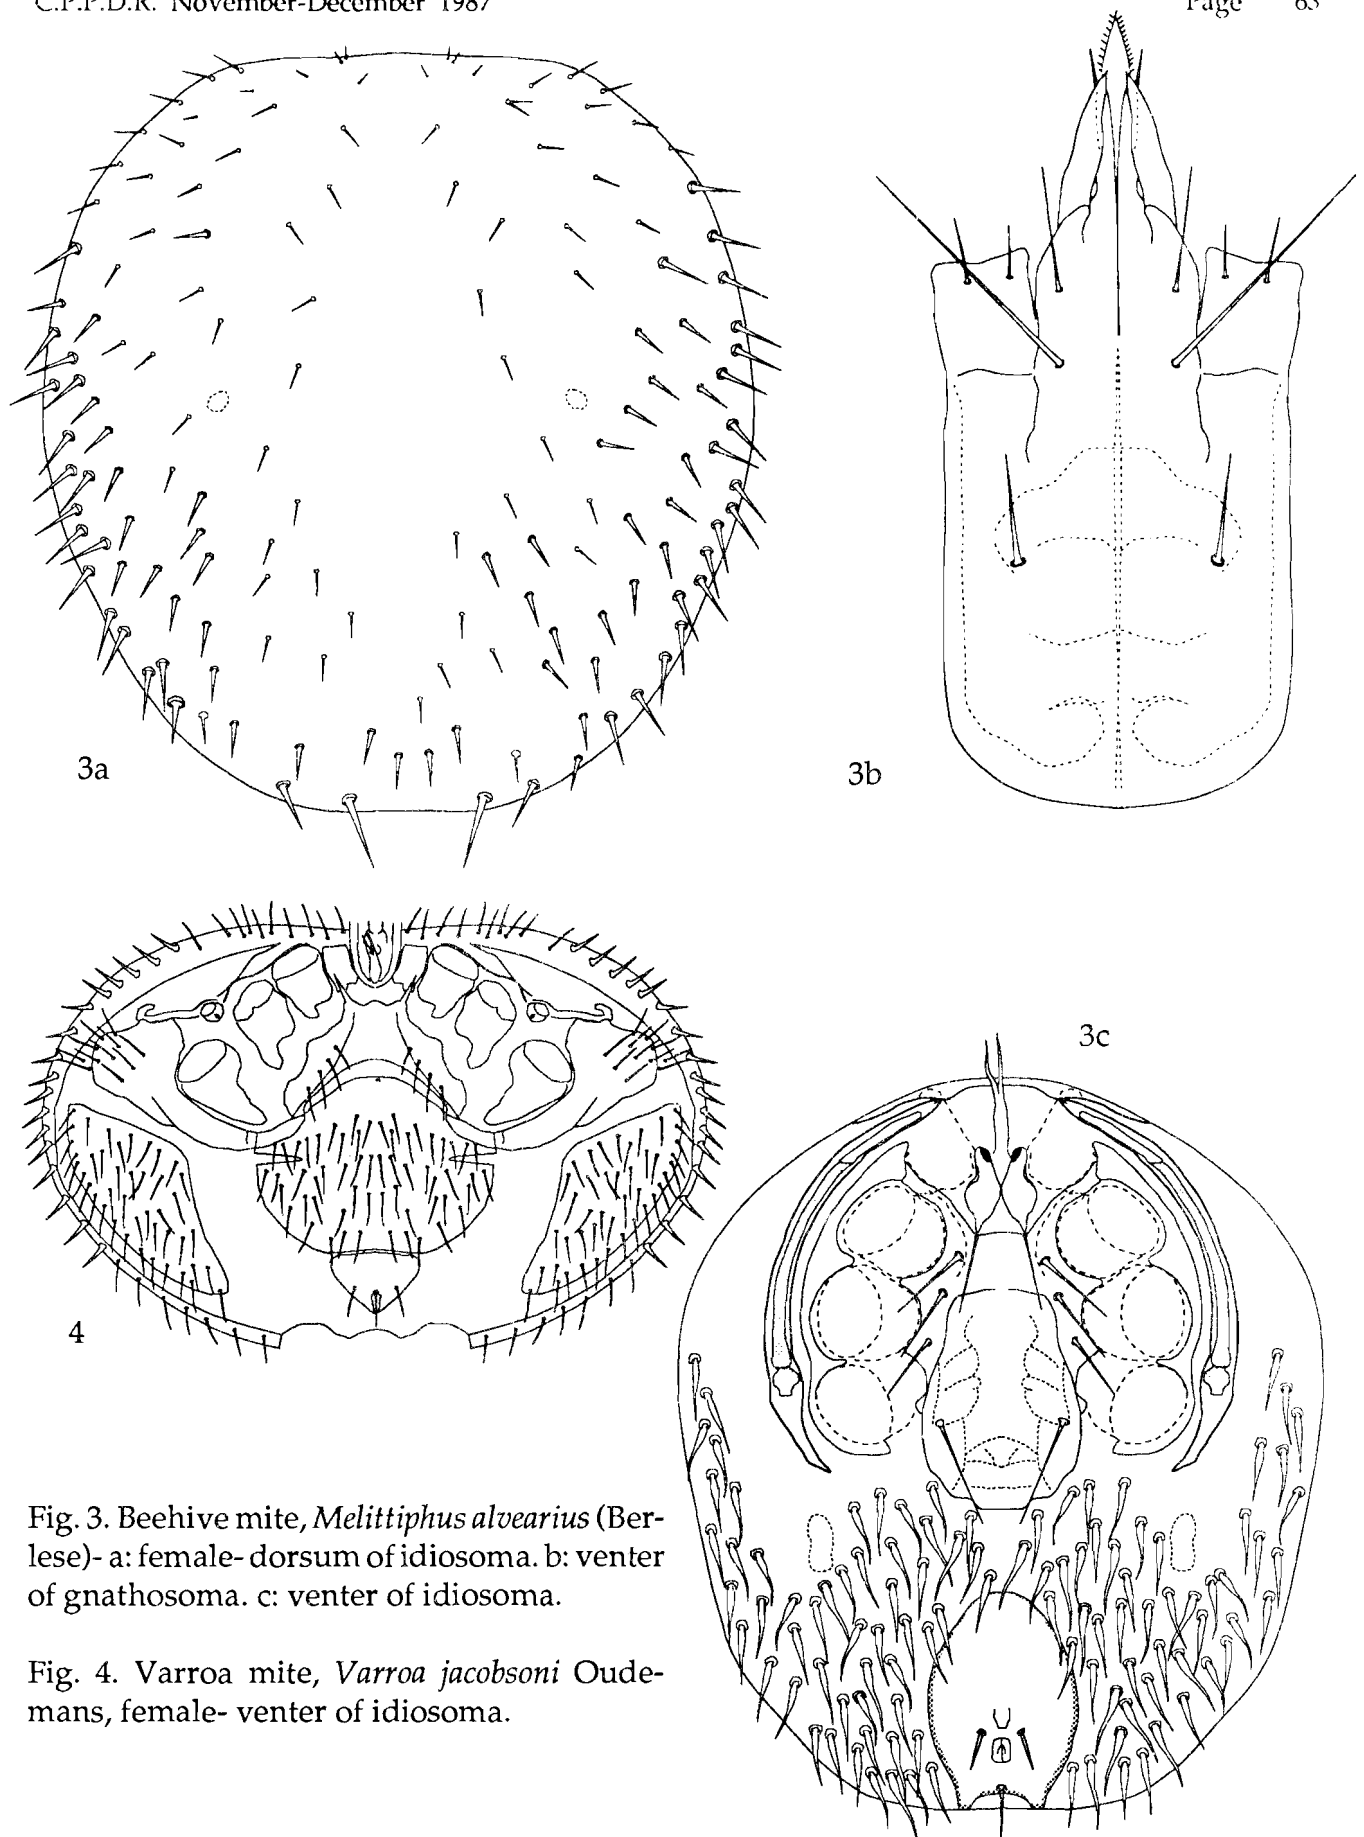 C.P.P.D.R. November-December 1987
Page 63
3a
3b
3c
4
Fig. 3. Beehive mite, Melittiphus alvearius (Ber-
lese)- a: female- dorsum of idiosoma. b: venter
of gnathosoma. c: venter of idiosoma.
Fig. 4. Varroa mite, Varroa jacobsoni Oude-
mans, female- venter of idiosoma.